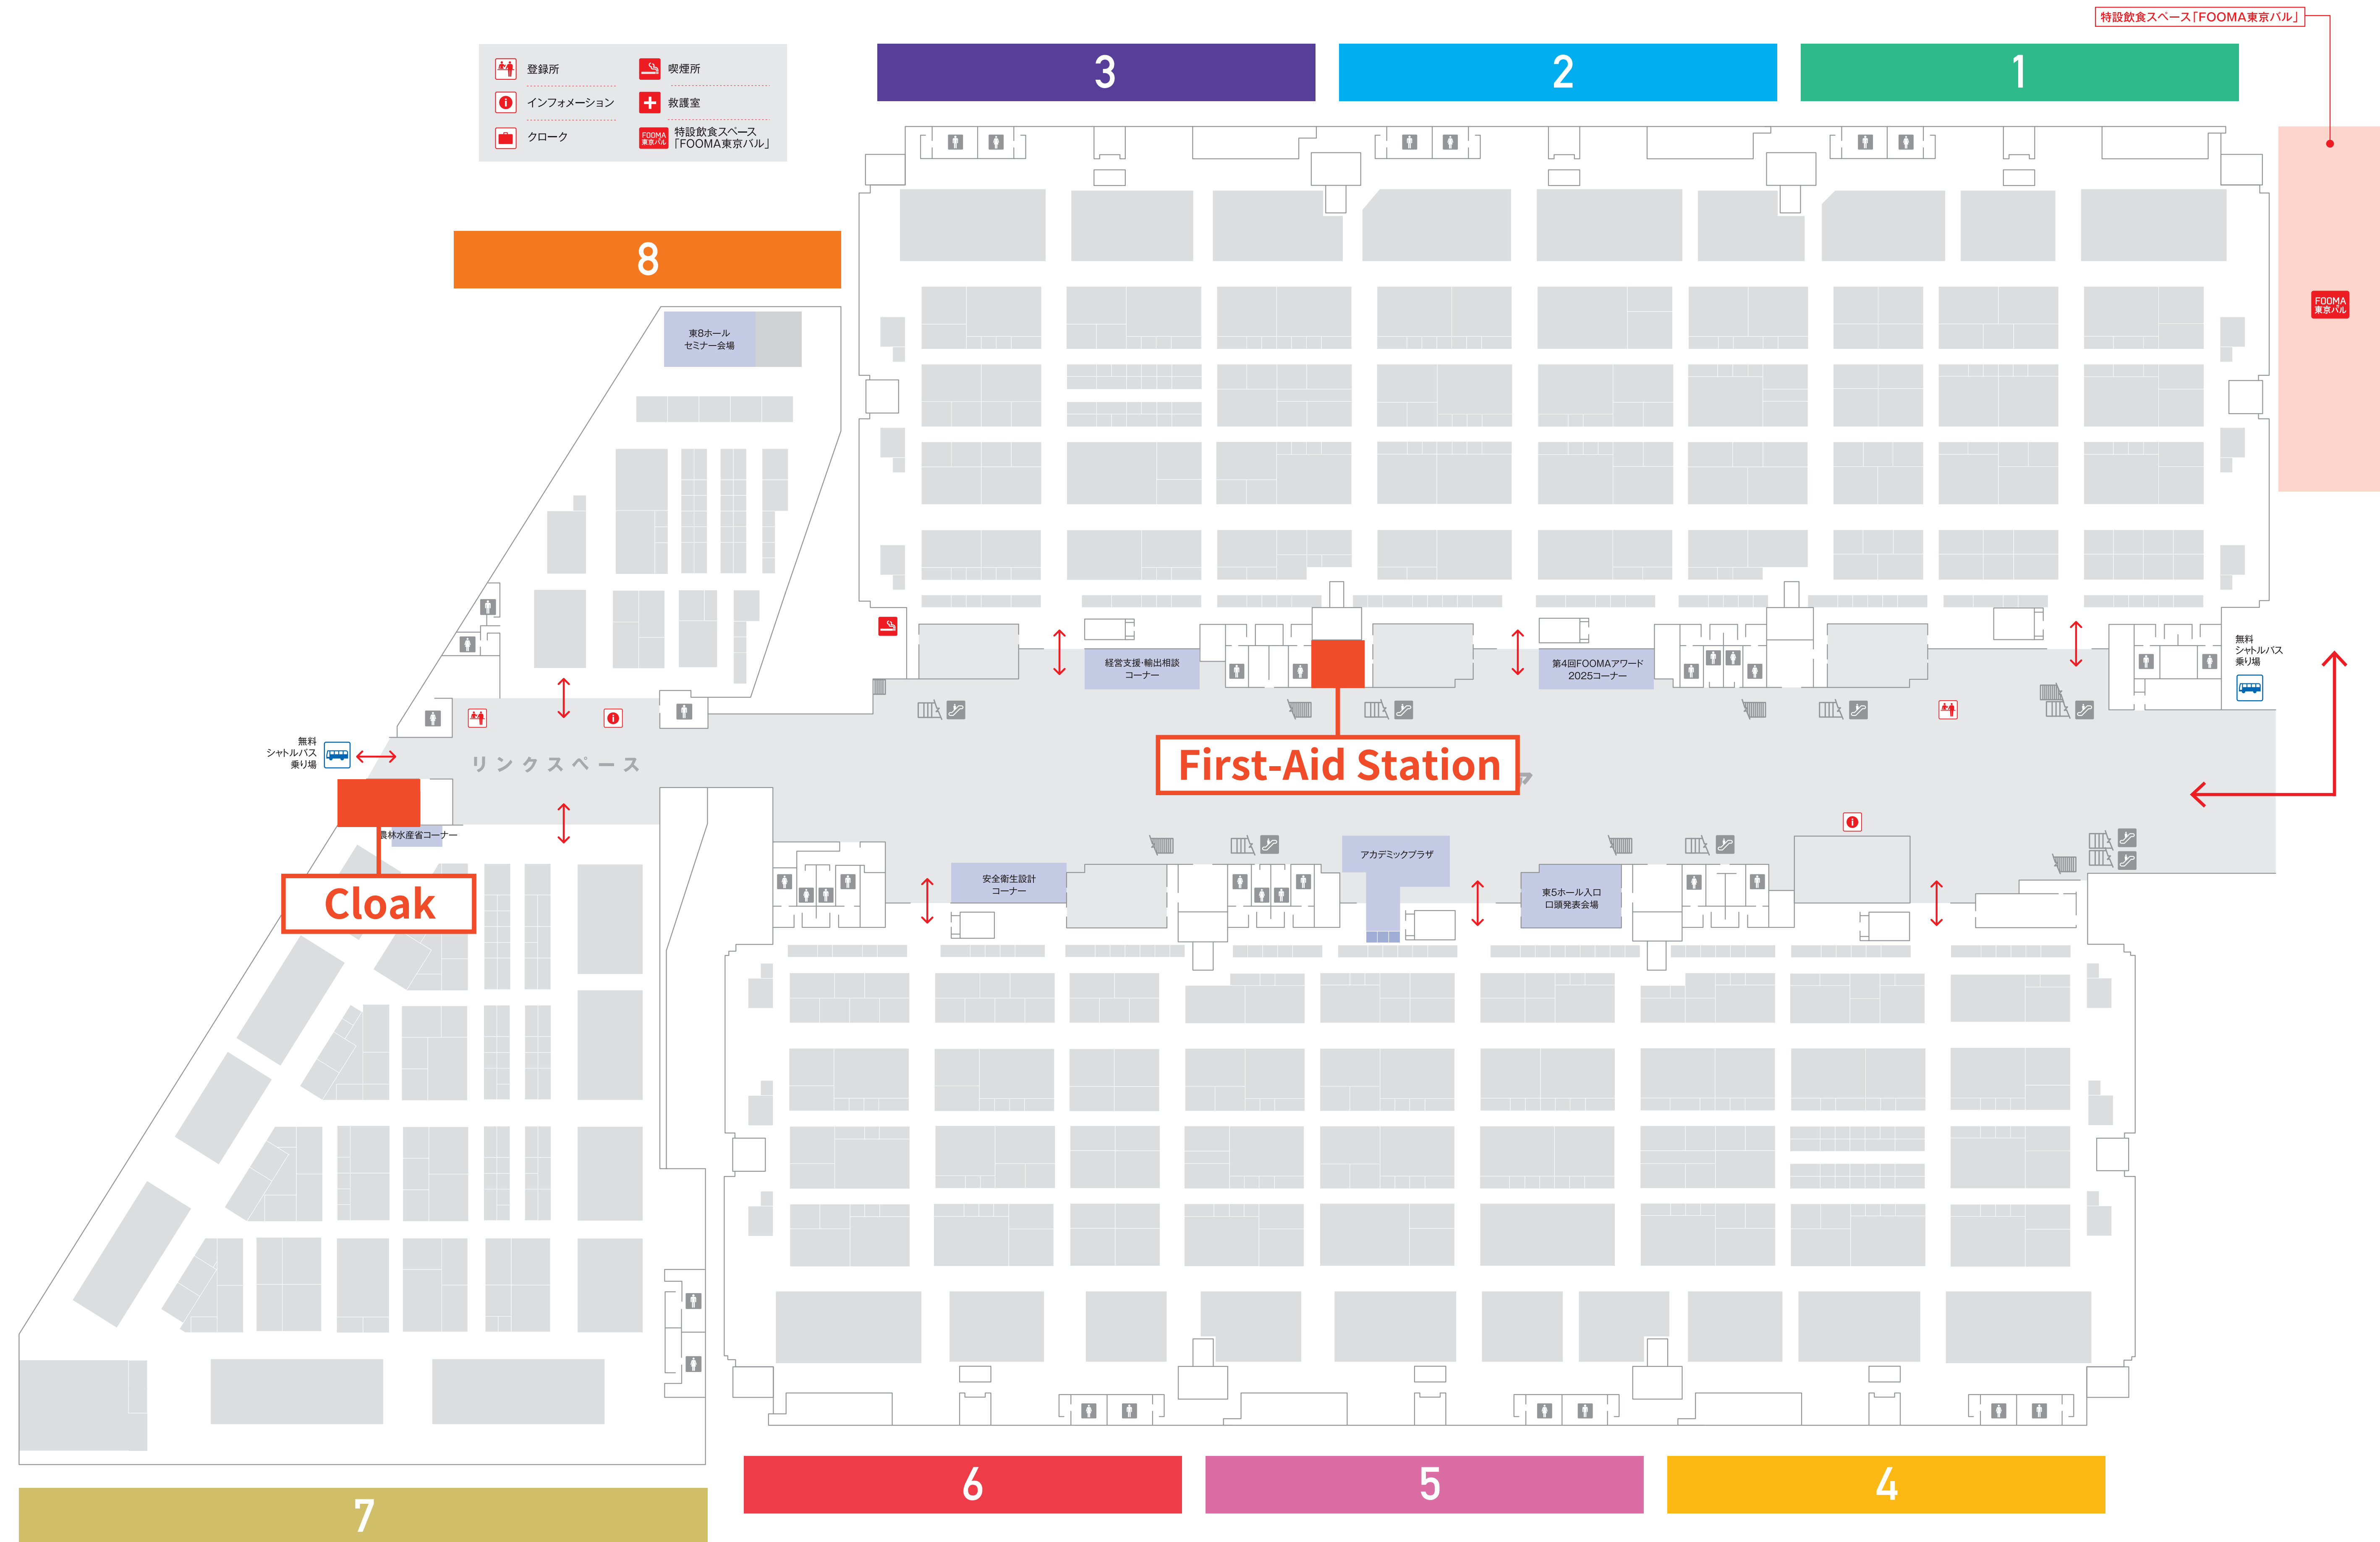 特設飲食スペース「FOOMA東京バル」
3
2
1
登録所
喫煙所
インフォメーション
救護室
クローク
FOOMA
東京バル
特設飲食スペース
「FOOMA東京バル」
8
東8ホール
セミナー会場
FOOMA
東京バル
経営支援・輸出相談
コーナー
第4回FOOMAアワード
2025コーナー
無料
シャトルバス
乗り場
無料
シャトルバス
乗り場
リンクスペース
First-Aid Station
農林水産省コーナー
Cloak
安全衛生設計
コーナー
アカデミックプラザ
東5ホール入口
口頭発表会場
6
5
4
7